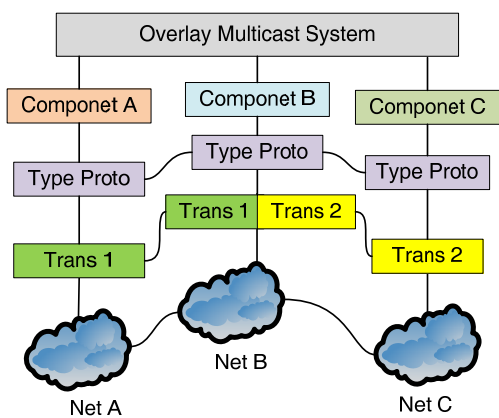 Overlay Multicast System
Componet A
Componet B
Componet C
Type Proto
Type Proto
Type Proto
Trans 1
Trans 1
Trans 2
Trans 2
Net A
Net B
Net C